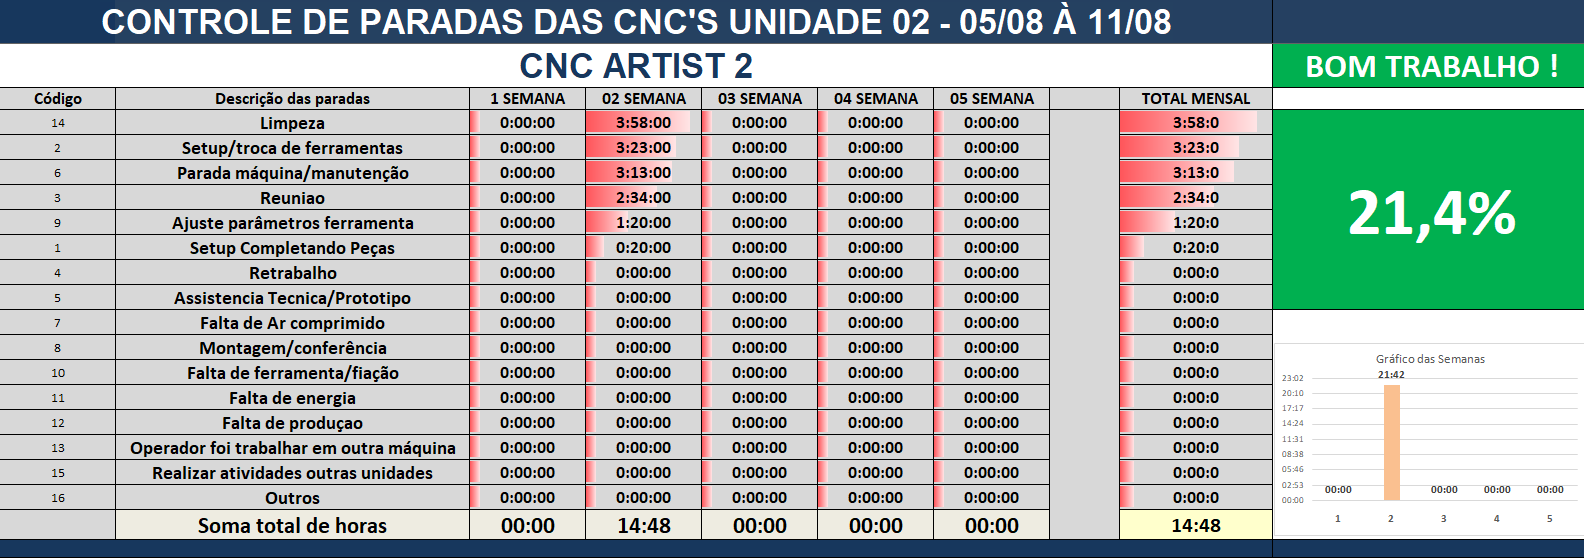 CONTROLE DE PARADAS DAS CNC'S UNIDADE 02 - 05/08 À 11/08
CNC ARTIST 2 BOM TRABALHO !
Código Descrição das paradas 1 SEMANA 02 SEMANA 03 SEMANA 04 SEMANA 05 SEMANA TOTAL MENSAL
14 Limpeza 0:00:00 3:58:00 0:00:00 0:00:00 0:00:00 3:58:0
2 Setup/troca de ferramentas 0:00:00 3:23:00 0:00:00 0:00:00 0:00:00 3:23:0
6 Parada máquina/manutenção 0:00:00 3:13:00 0:00:00 0:00:00 0:00:00 3:13:0
3 Reuniao 0:00:00 2:34:00 0:00:00 0:00:00 0:00:00 2:34:0
9 Ajuste parâmetros ferramenta 0:00:00 1:20:00 0:00:00 0:00:00 0:00:00 1:20:0
1 Setup Completando Peças 0:00:00 0:20:00 0:00:00 0:00:00 0:00:00 0:20:0
4 Retrabalho 0:00:00 0:00:00 0:00:00 0:00:00 0:00:00 0:00:0
5 Assistencia Tecnica/Prototipo 0:00:00 0:00:00 0:00:00 0:00:00 0:00:00 0:00:0
7 Falta de Ar comprimido 0:00:00 0:00:00 0:00:00 0:00:00 0:00:00 0:00:0
8 Montagem/conferência 0:00:00 0:00:00 0:00:00 0:00:00 0:00:00 0:00:0
10 Falta de ferramenta/fiação 0:00:00 0:00:00 0:00:00 0:00:00 0:00:00 0:00:0
11 Falta de energia 0:00:00 0:00:00 0:00:00 0:00:00 0:00:00 0:00:0
12 Falta de produçao 0:00:00 0:00:00 0:00:00 0:00:00 0:00:00 0:00:0
13 Operador foi trabalhar em outra máquina 0:00:00 0:00:00 0:00:00 0:00:00 0:00:00 0:00:0
15 Realizar atividades outras unidades 0:00:00 0:00:00 0:00:00 0:00:00 0:00:00 0:00:0
16 Outros 0:00:00 0:00:00 0:00:00 0:00:00 0:00:00 0:00:0
Soma total de horas 00:00 14:48 00:00 00:00 00:00 14:48
21,4%
Gráfico das Semanas
21:42
23:02
20:10
17:17
14:24
11:31
08:38
05:46
02:53
00:00
00:00 00:00 00:00 00:00
1 2 3 4 5